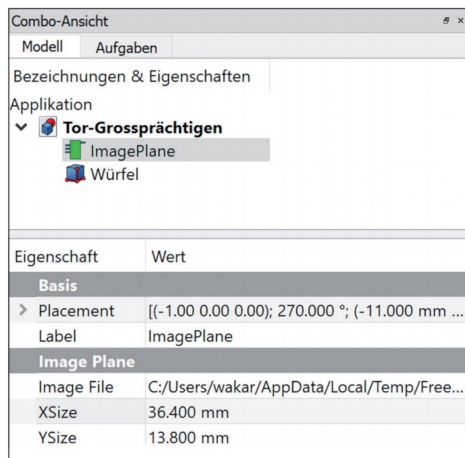 Combo-Ansicht
Modell Aufgaben
Bezeichnungen & Eigenschaften
Applikation
Tor-Grossprächtigen
ImagePlane
Würfel
Eigenschaft Wert
Basis
Placement [(-1.00 0.00 0.00); 270.000 °; (-11.000 mm ...
Label ImagePlane
Image Plane
Image File C:/Users/wakar/AppData/Local/Temp/Free...
XSize 36.400 mm
YSize 13.800 mm